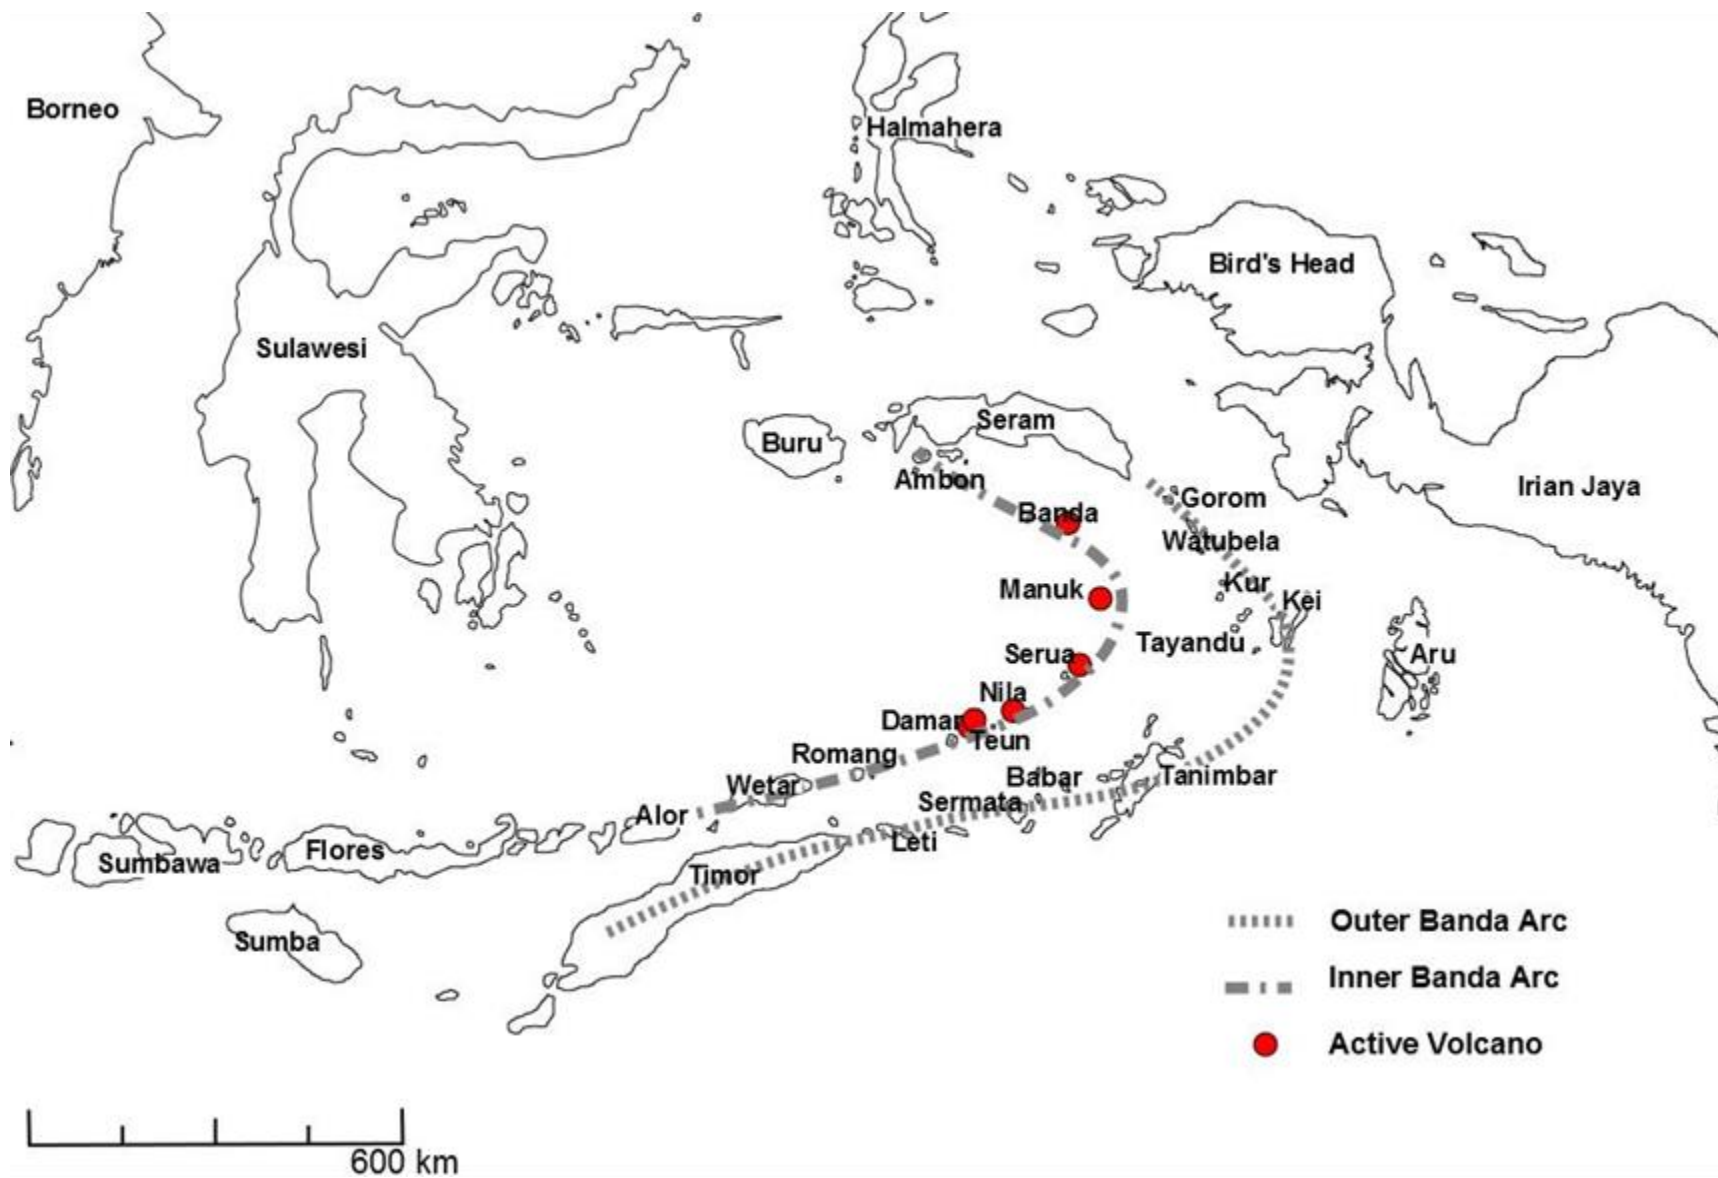 Borneo
Halmahera
Bird's Head
Sulawesi
Seram
Buru
Ambon
Gorom
Irian Jaya
Banda
Watubela
Manuk
Kur
Kei
Tayandu
Serua
Aru
Nila
Damar
Teun
Romang
Babar
Tanimbar
Wetar
Sermata
Alor
Leti
Flores
Sumbawa
Timor
Sumba
Outer Banda Arc
Inner Banda Arc
Active Volcano
600 km